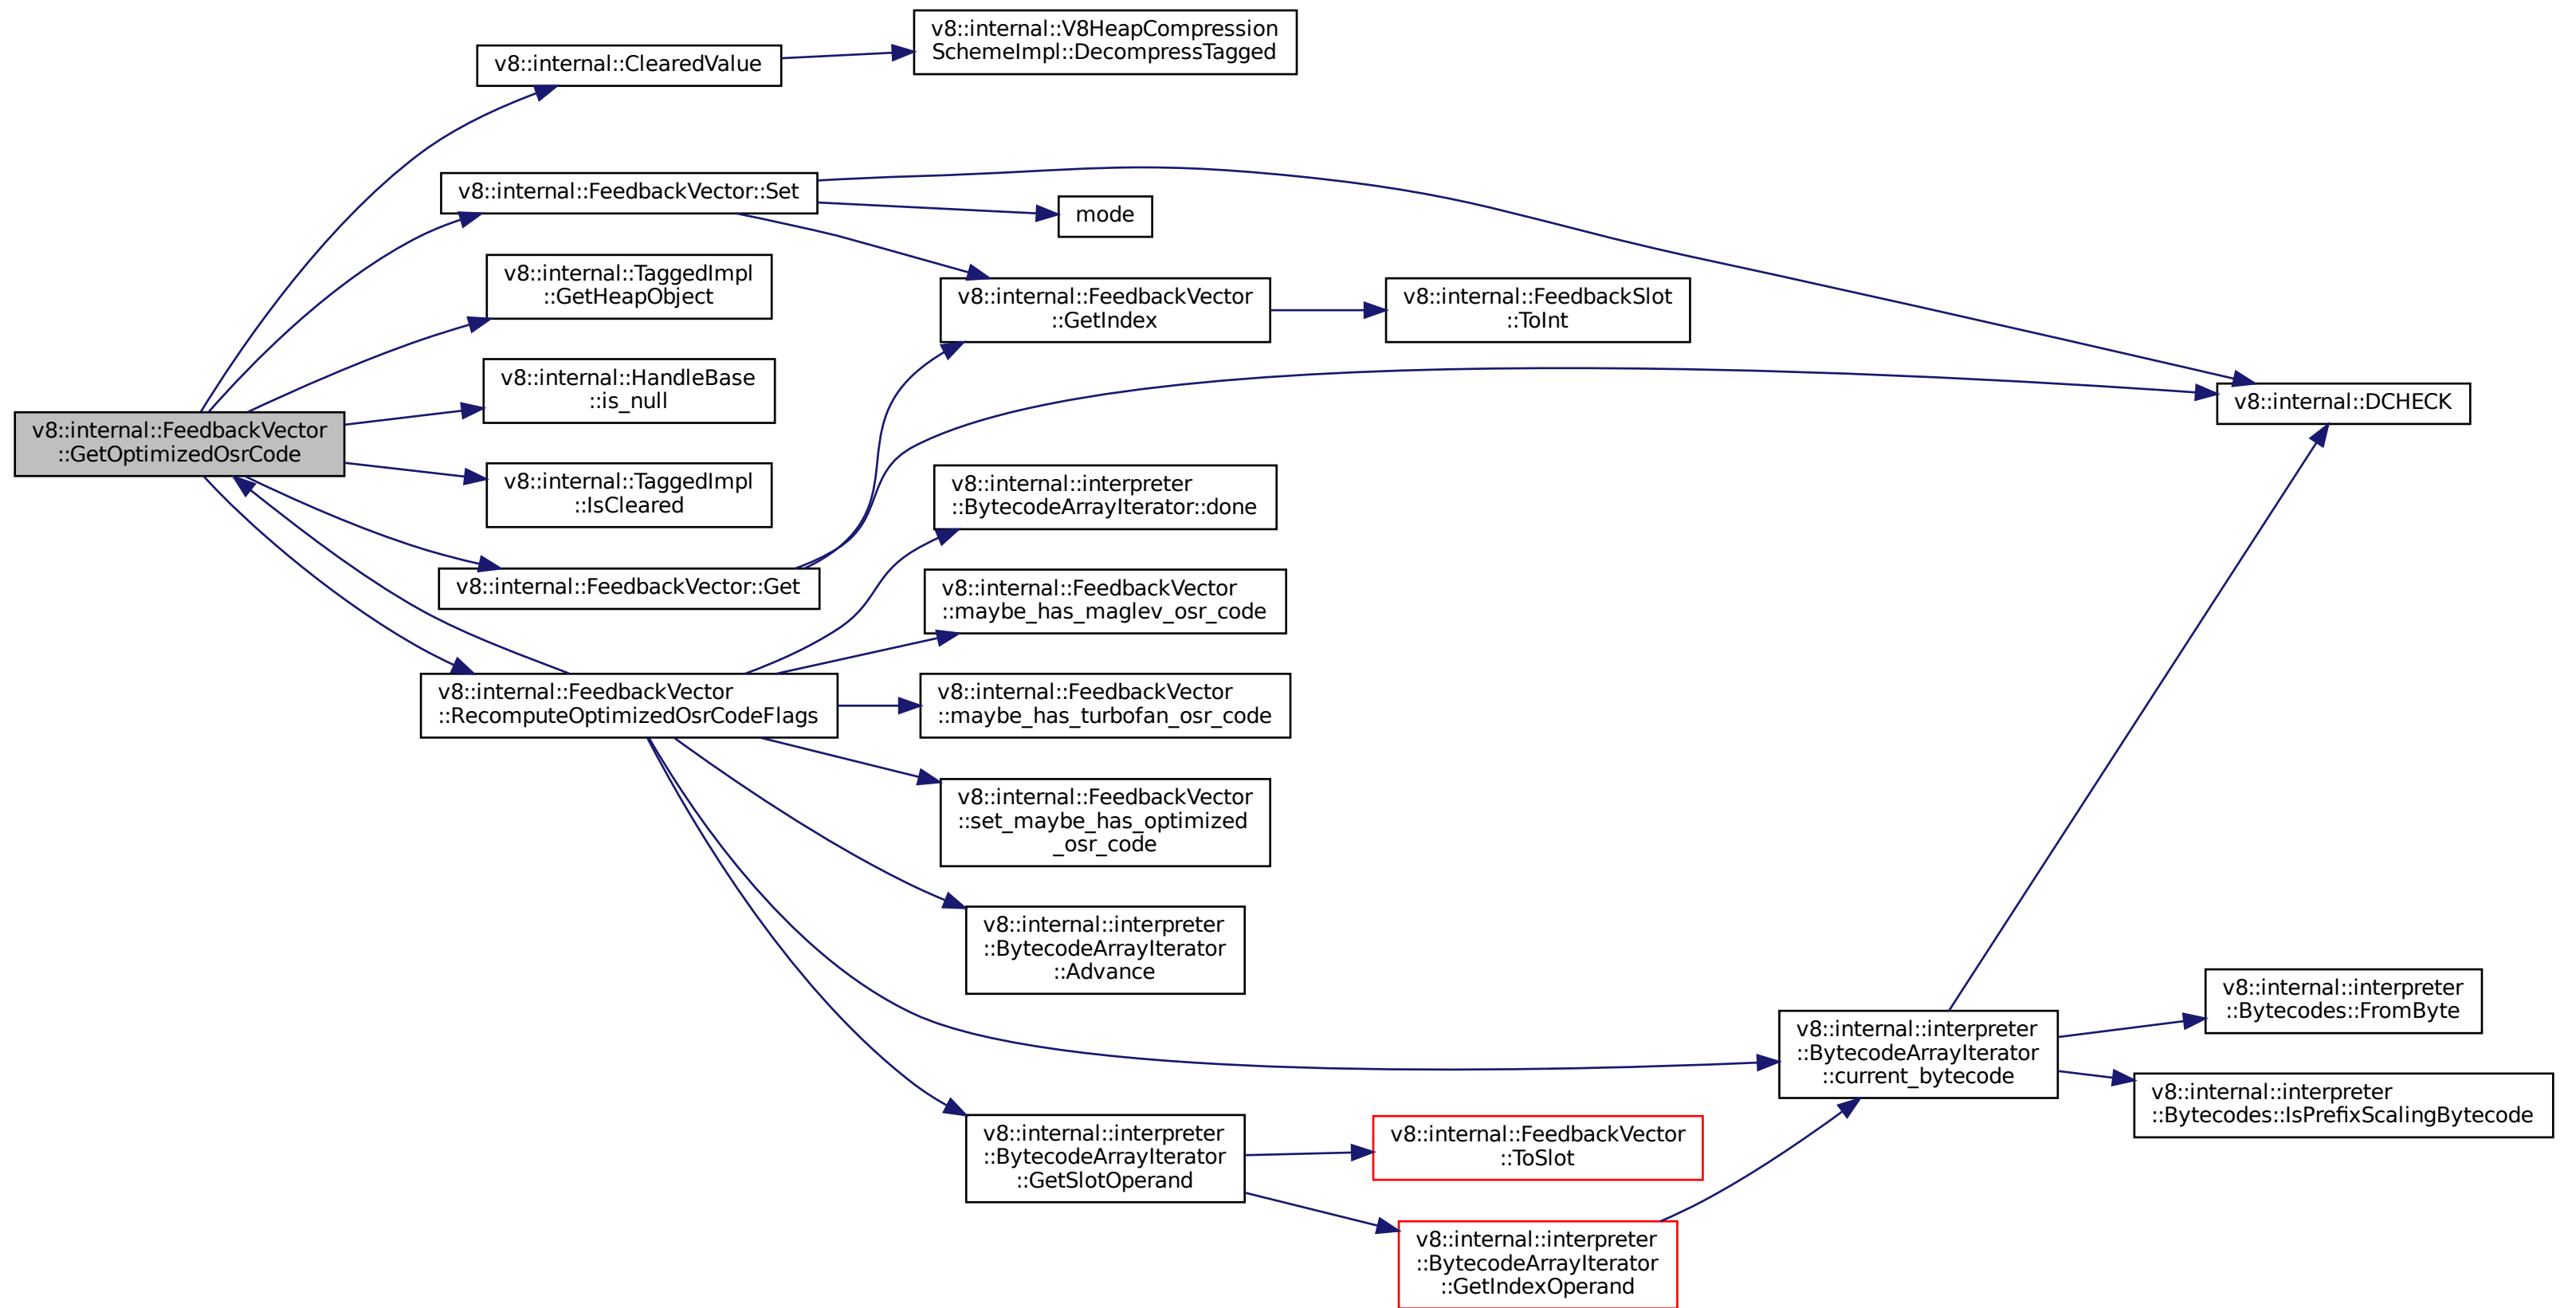 v8::internal::V8HeapCompression
SchemeImpl::DecompressTagged
v8::internal::ClearedValue
v8::internal::FeedbackVector::Set
mode
v8::internal::TaggedImpl
::GetHeapObject
v8::internal::FeedbackVector
::GetIndex
v8::internal::FeedbackSlot
::ToInt
v8::internal::HandleBase
::is_null
v8::internal::DCHECK
v8::internal::FeedbackVector
::GetOptimizedOsrCode
v8::internal::TaggedImpl
::IsCleared
v8::internal::interpreter
::BytecodeArrayIterator::done
v8::internal::FeedbackVector::Get
v8::internal::FeedbackVector
::maybe_has_maglev_osr_code
v8::internal::FeedbackVector
::RecomputeOptimizedOsrCodeFlags
v8::internal::FeedbackVector
::maybe_has_turbofan_osr_code
v8::internal::FeedbackVector
::set_maybe_has_optimized
_osr_code
v8::internal::interpreter
::BytecodeArrayIterator
::Advance
v8::internal::interpreter
::BytecodeArrayIterator
::current_bytecode
v8::internal::interpreter
::Bytecodes::FromByte
v8::internal::interpreter
::Bytecodes::IsPrefixScalingBytecode
v8::internal::interpreter
::BytecodeArrayIterator
::GetSlotOperand
v8::internal::FeedbackVector
::ToSlot
v8::internal::interpreter
::BytecodeArrayIterator
::GetIndexOperand